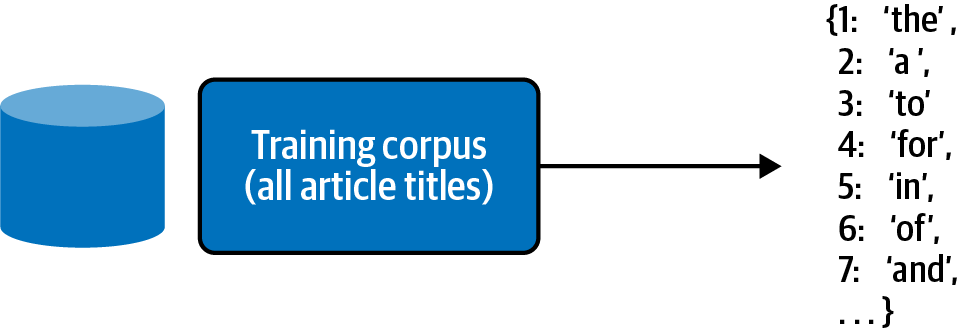 Training corpus
(all article titles)
{1: ‘the’,
2: ‘a ’,
3: ‘to’
4: ‘for’,
5: ‘in’,
6: ‘of’,
7: ‘and’,
. . . }